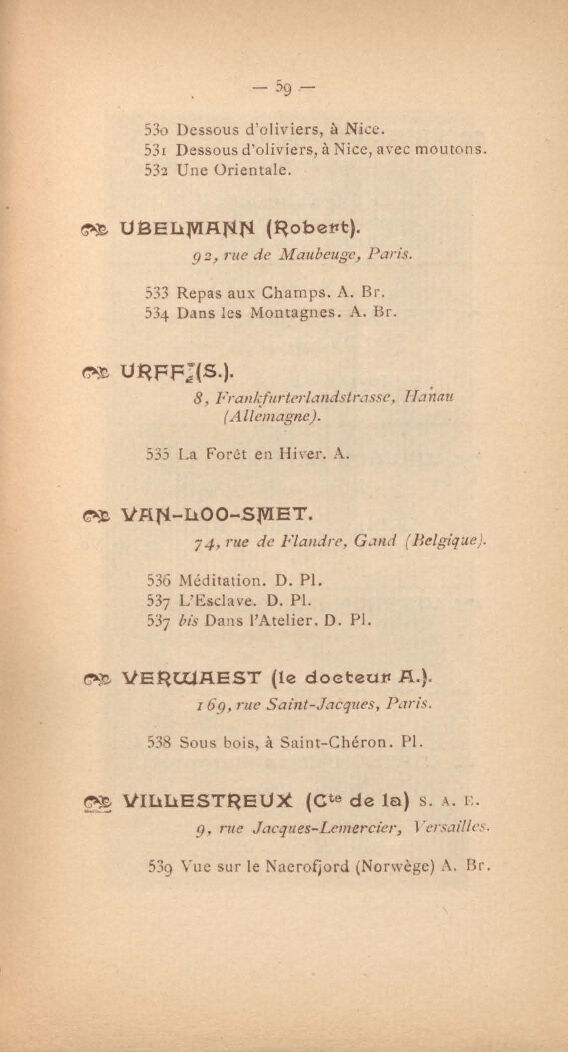 — 59 —
530 Dessous d'oliviers, à Nice.
531 Dessous d'oliviers, à Nice, avec moutons.
532 Une Orientale.
UBELMANN (Robert).
92, rue de Maubeuge, Paris.
533 Repas aux Champs. A. Br.
534 Dans les Montagnes. A. Br.
URFF (S.).
8, Frankfurterlandstrasse, Hanau
(Allemagne).
535 La Forêt en Hiver. A.
VAN-LOO-SMET.
74, rue de Flandre, Gand (Belgique).
536 Méditation. D. Pl.
537 L'Esclave. D. Pl.
537 bis Dans l'Atelier. D. Pl.
VERWAEST (le docteur A.).
169, rue Saint-Jacques, Paris.
538 Sous bois, à Saint-Chéron. Pl.
VILLESTREUX (Cte de la) S. A. E.
9, rue Jacques-Lemercier, Versailles.
539 Vue sur le Naerofjord (Norwège) A. Br.